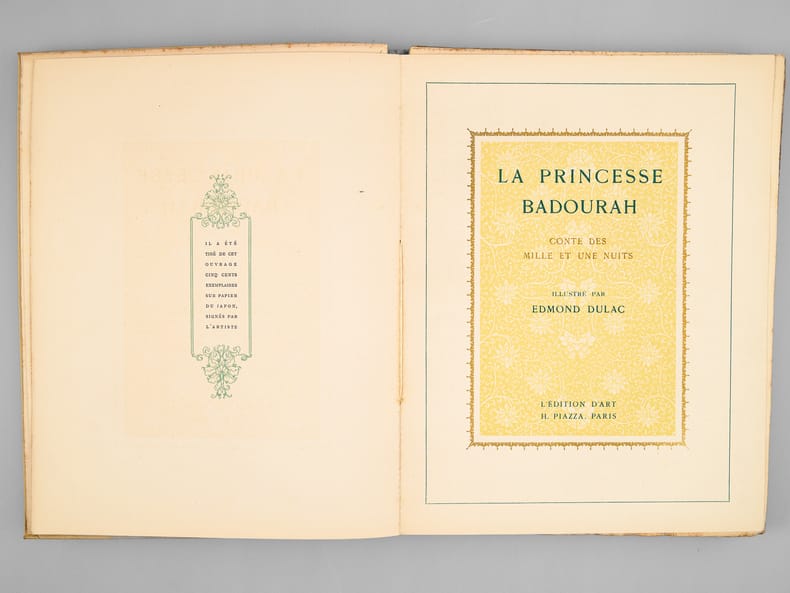 IL A ÉTÉ
TIRÉ DE CET
OUVRAGE
CINQ CENTS
EXEMPLAIRES
SUR PAPIER
DU JAPON,
SIGNÉS PAR
L'ARTISTE
LA PRINCESSE
BADOURAH
CONTE DES
MILLE ET UNE NUITS
ILLUSTRÉ PAR
EDMOND DULAC
L'ÉDITION D'ART
H. PIAZZA, PARIS